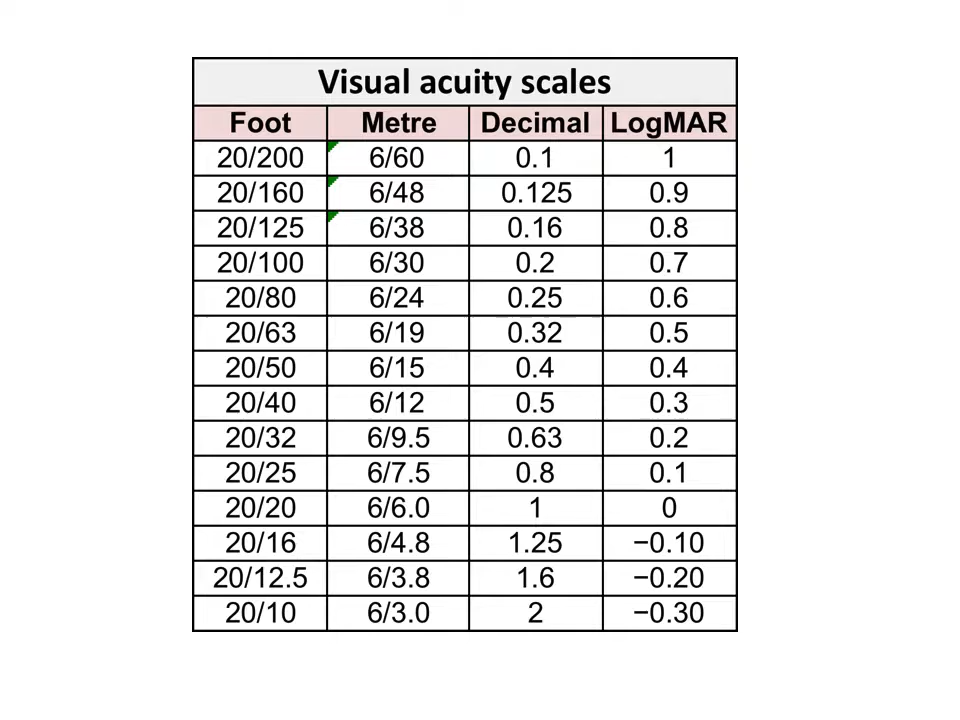 Visual acuity scales
Foot Metre Decimal LogMAR
20/200 6/60 0.1 1
20/160 6/48 0.125 0.9
20/125 6/38 0.16 0.8
20/100 6/30 0.2 0.7
20/80 6/24 0.25 0.6
20/63 6/19 0.32 0.5
20/50 6/15 0.4 0.4
20/40 6/12 0.5 0.3
20/32 6/9.5 0.63 0.2
20/25 6/7.5 0.8 0.1
20/20 6/6.0 1 0
20/16 6/4.8 1.25 −0.10
20/12.5 6/3.8 1.6 −0.20
20/10 6/3.0 2 −0.30